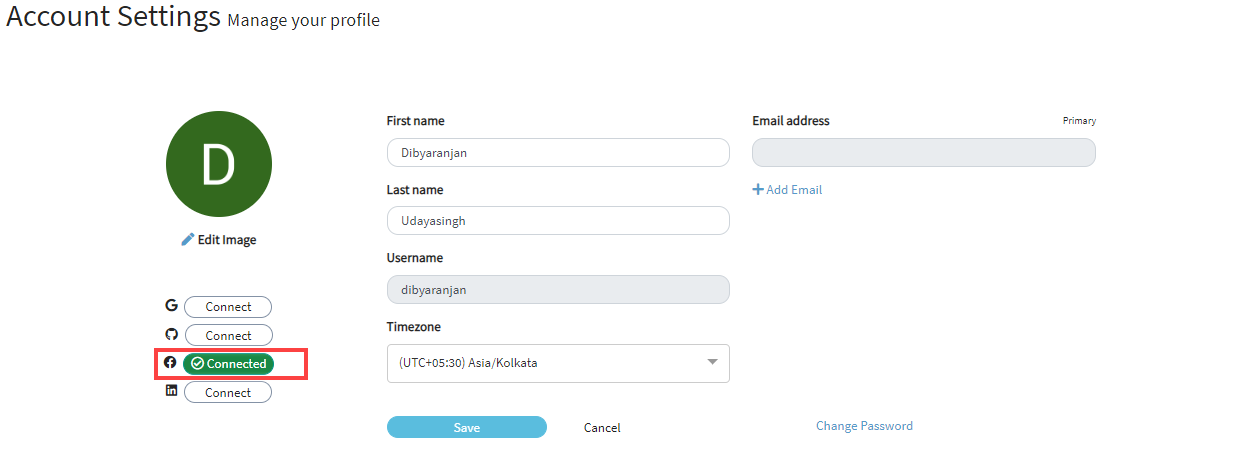 Account Settings Manage your profile
D
Edit Image
Connect
Connect
Connected
Connect
First name
Dibyaranjan
Last name
Udayasingh
Username
dibyaranjan
Timezone
(UTC+05:30) Asia/Kolkata
Save Cancel
Email address Primary
Add Email
Change Password